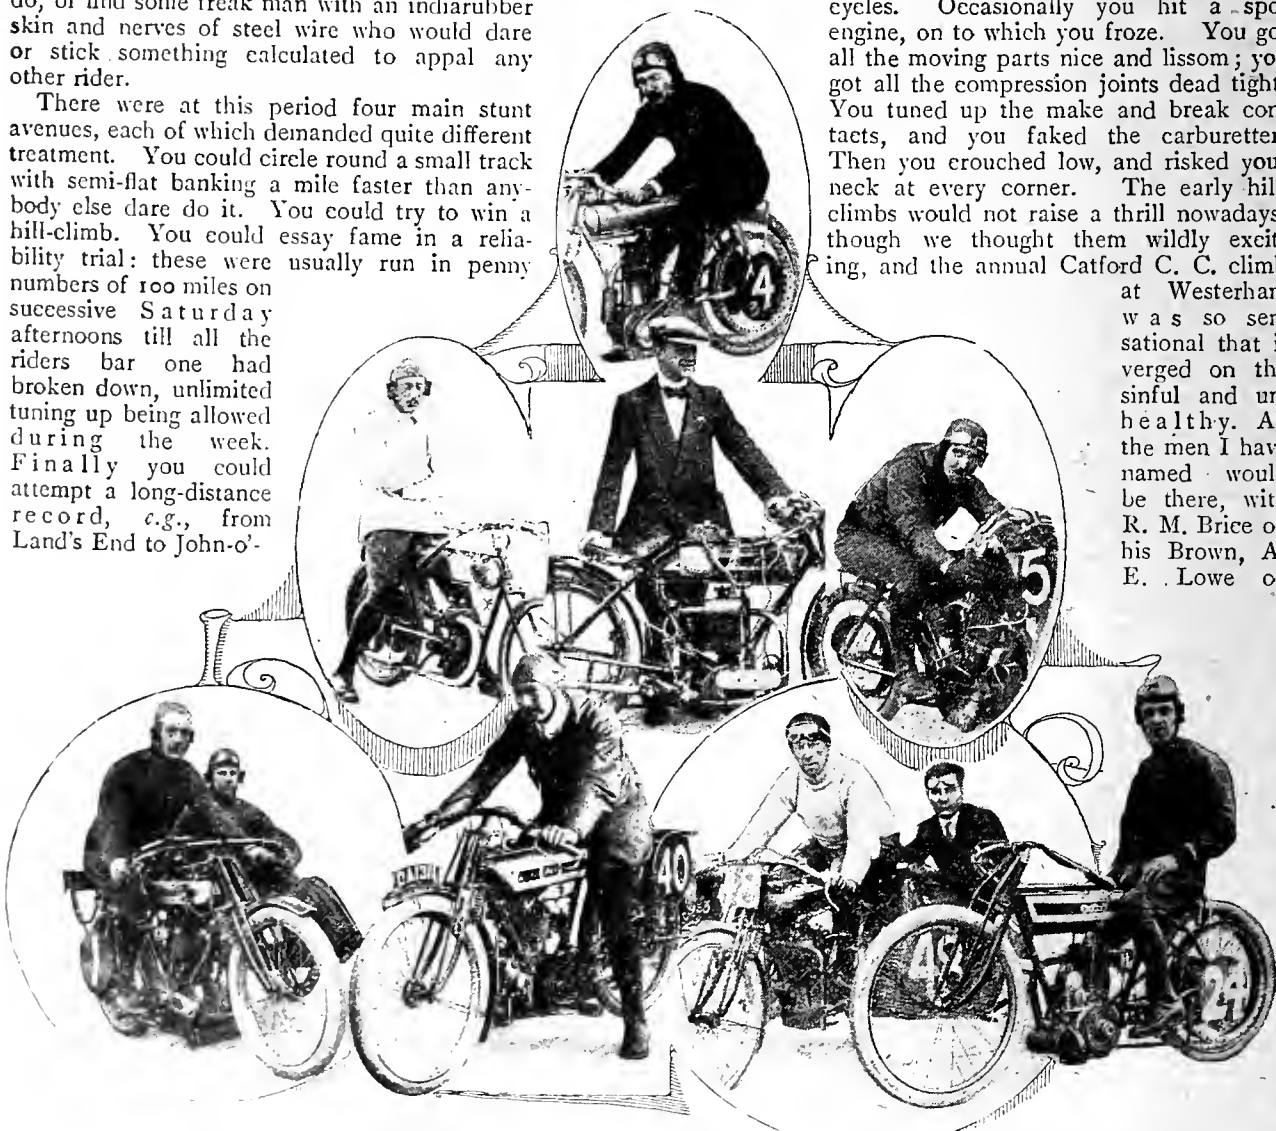 do, or find some freak man with an indiarubber
skin and nerves of steel wire who would dare
or stick something calculated to appal any
other rider.
There were at this period four main stunt
avenues, each of which demanded quite different
treatment. You could circle round a small track
with semi-flat banking a mile faster than any-
body else dare do it. You could try to win a
hill-climb. You could essay fame in a relia-
bility trial: these were usually run in penny
numbers of 100 miles on
successive Saturday
afternoons till all the
riders bar one had
broken down, unlimited
tuning up being allowed
during the week.
Finally you could
attempt a long-distance
record, e.g., from
Land's End to John-o'-
cycles. Occasionally you hit a spo
engine, on to which you froze. You go
all the moving parts nice and lissom; yo
got all the compression joints dead tight
You tuned up the make and break con
tacts, and you faked the carburetter
Then you crouched low, and risked you
neck at every corner. The early hil
climbs would not raise a thrill nowadays
though we thought them wildly excit
ing, and the annual Catford C. C. clim
at Westerham
was so sen
sational that i
verged on th
sinful and un
healthy. A
the men I hav
named woul
be there, wit
R. M. Brice o
his Brown, A
E. Lowe o
4
5
40
48
24